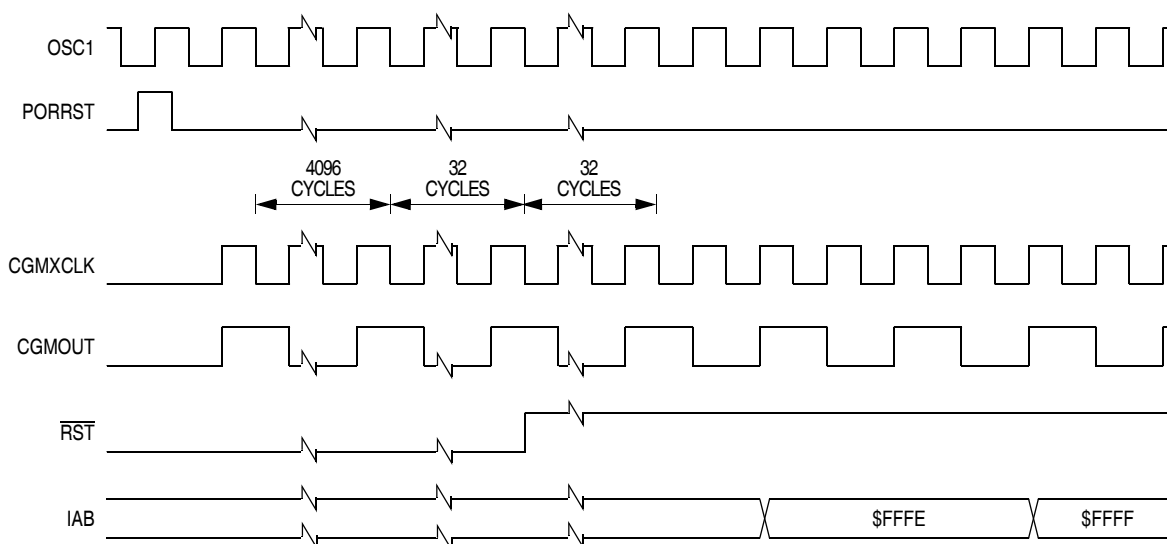 OSC1
PORRST
4096
CYCLES
32
CYCLES
32
CYCLES
CGMXCLK
CGMOUT
RST
IAB
$FFFE
$FFFF